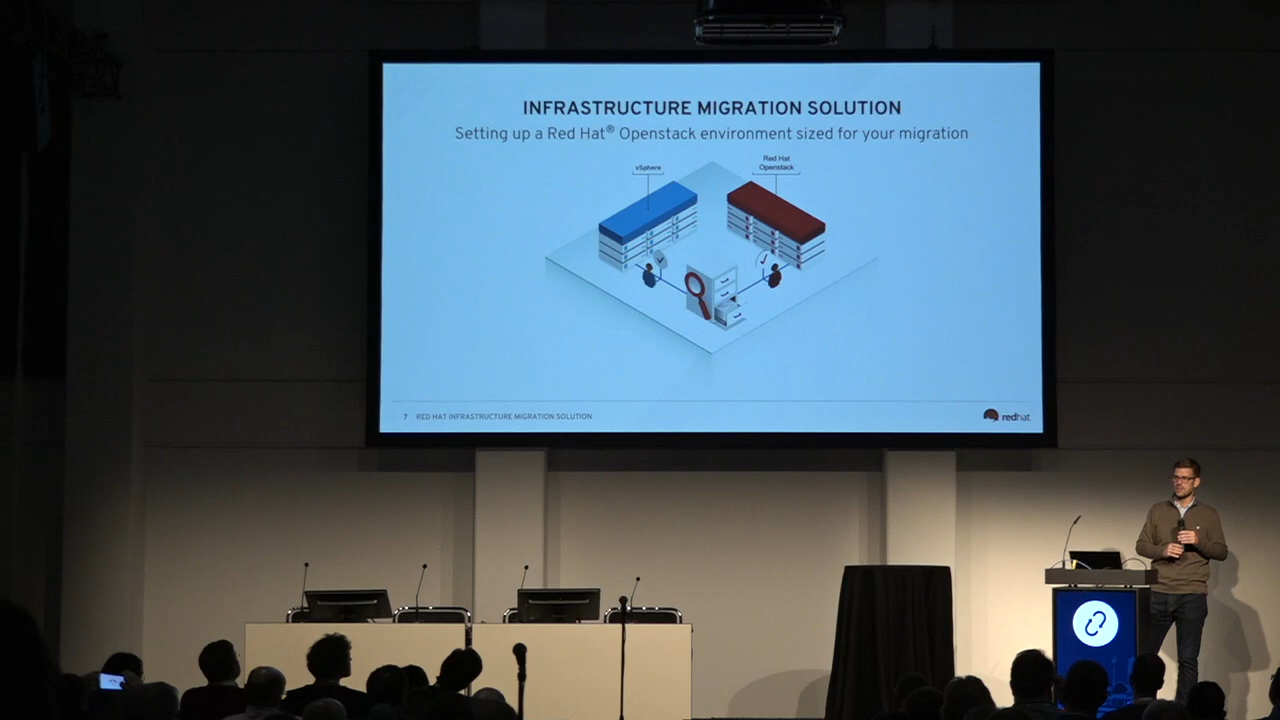 INFRASTRUCTURE MIGRATION SOLUTION
Setting up a Red Hat® Openstack environment sized for your migration
vSphere
Red Hat
Openstack
7 RED HAT INFRASTRUCTURE MIGRATION SOLUTION
redhat.